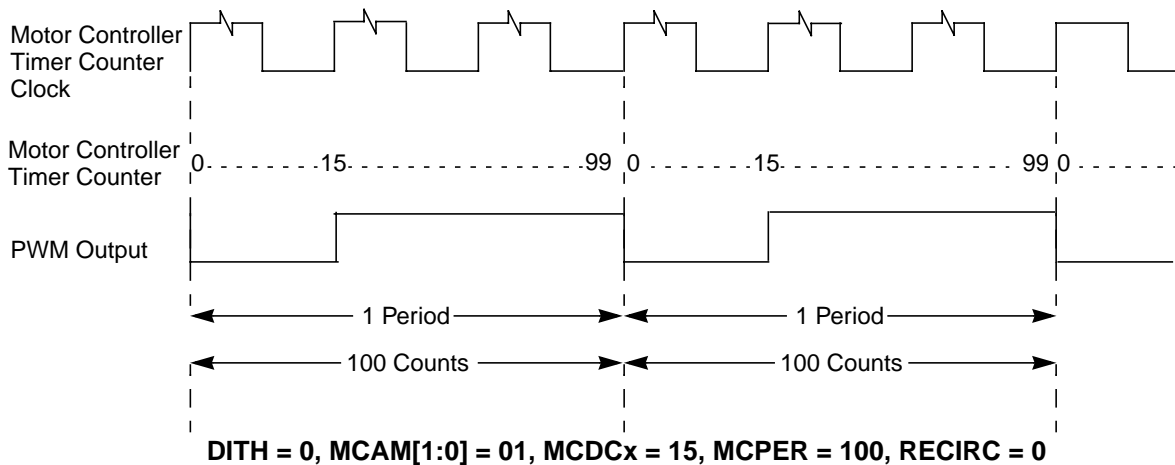 Motor Controller
Timer Counter
Clock
Motor Controller
Timer Counter
0 15 99 0 15 99 0
PWM Output
1 Period 1 Period
100 Counts 100 Counts
DITH = 0, MCAM[1:0] = 01, MCDCx = 15, MCPER = 100, RECIRC = 0